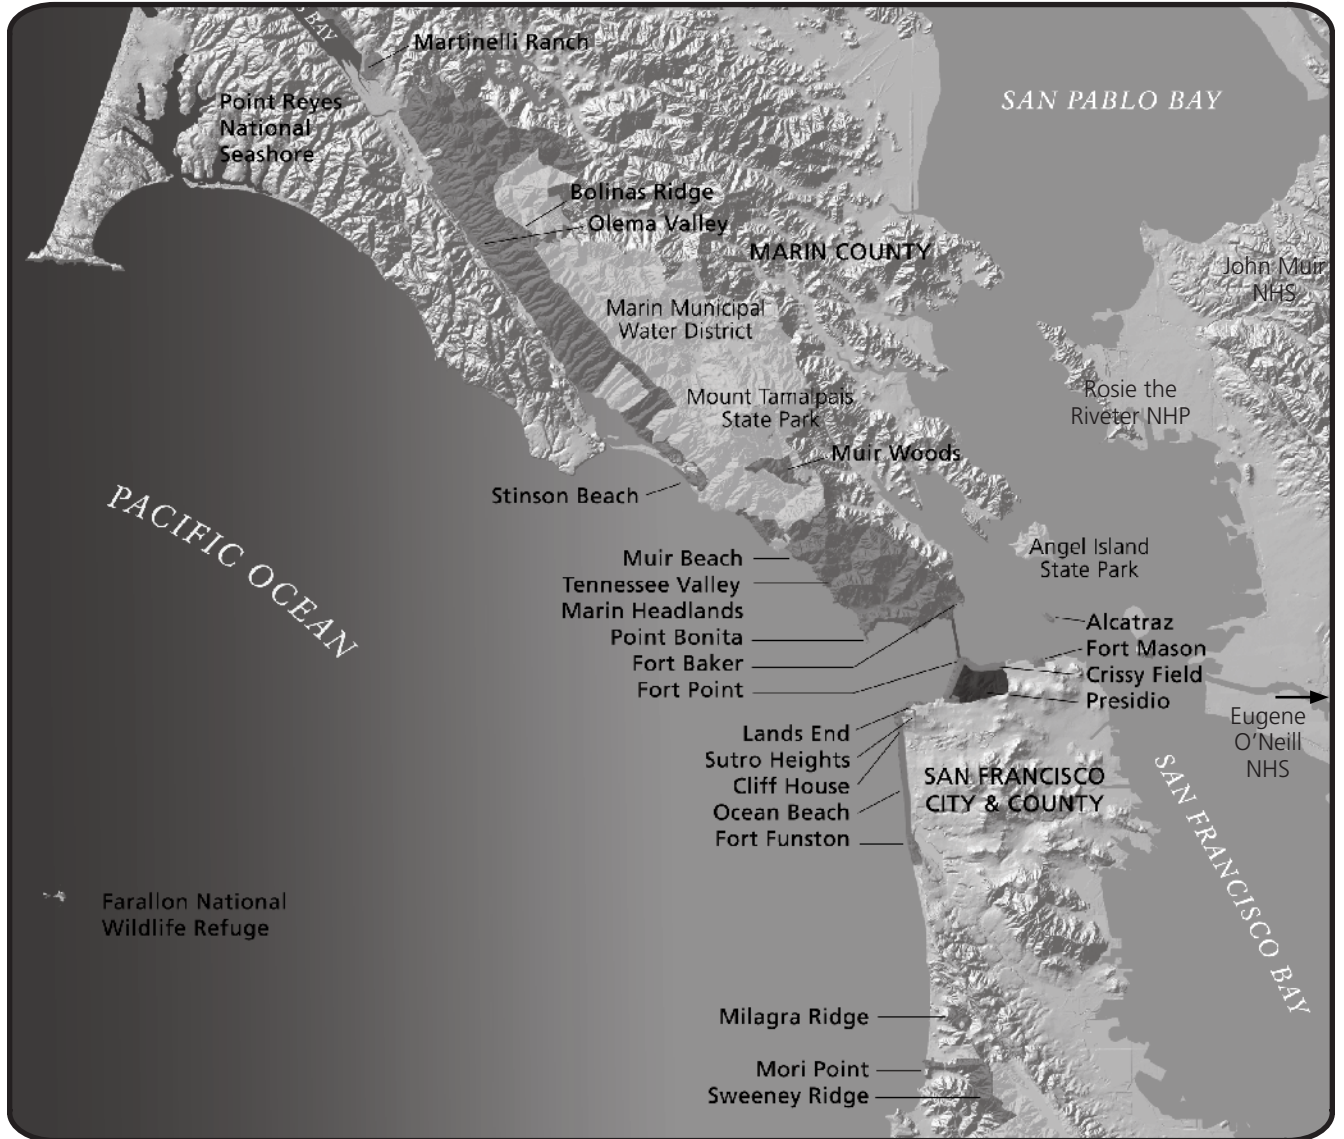 BAY
Martinelli Ranch
SAN PABLO BAY
Point Reyes
National
Seashore
Bolinas Ridge
Olema Valley
MARIN COUNTY
John Muir
NHS
Marin Municipal
Water District
Rosie the
Riveter NHP
Mount Tamalpais
State Park
Muir Woods
Stinson Beach
PACIFIC OCEAN
Angel Island
State Park
Muir Beach
Tennessee Valley
Marin Headlands
Point Bonita
Fort Baker
Fort Point
Alcatraz
Fort Mason
Crissy Field
Presidio
Eugene
O'Neill
NHS
Lands End
Sutro Heights
Cliff House
Ocean Beach
Fort Funston
SAN FRANCISCO
CITY & COUNTY
SAN FRANCISCO BAY
Farallon National
Wildlife Refuge
Milagra Ridge
Mori Point
Sweeney Ridge